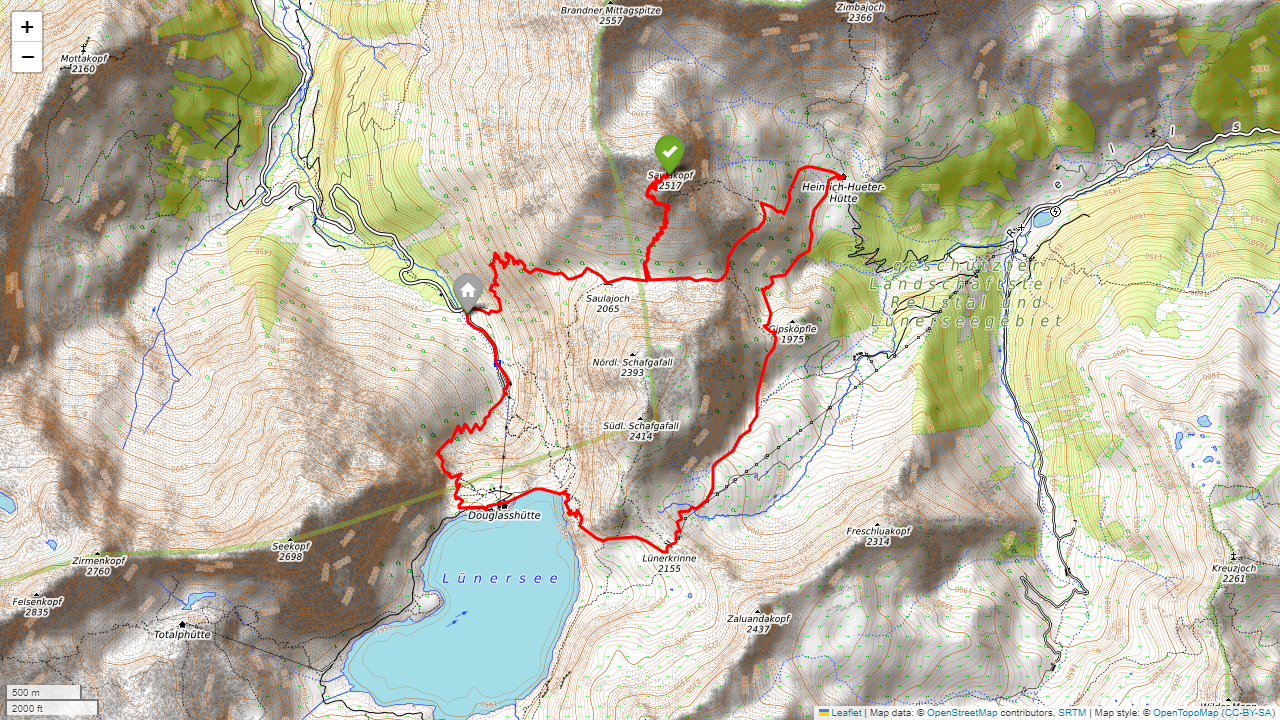 +
−
Brandner Mittagspitze
2557
Zimbajoch
2366
Mottakopf
2160
Saulakopf
2517
Heinrich-Hueter-
Hütte
Rells
geschützter
Landschaftsteil
Rellstal und
Lünerseegebiet
Saulajoch
2065
Gipsköpfle
1975
Nördl. Schafgafall
2393
Südl. Schafgafall
2414
Douglasshütte
Freschluakopf
2314
Seekopf
2698
Zirmenkopf
2760
Lünerkrinne
2155
Kreuzjoch
2261
Lünersee
Felsenkopf
2835
Totalphütte
Zaluandakopf
2437
500 m
2000 ft
Leaflet | Map data: © OpenStreetMap contributors, SRTM | Map style: © OpenTopoMap (CC-BY-SA)